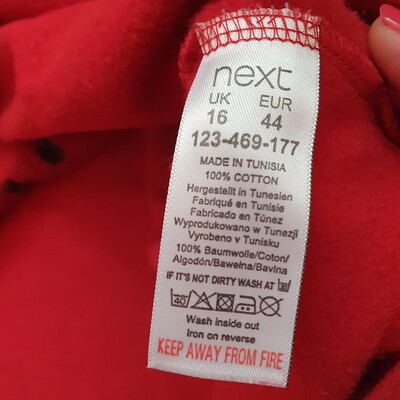 next
UK EUR
16 44
123-469-177
MADE IN TUNISIA
100% COTTON
Hergestellt in Tunesien
Fabriqué en Tunisie
Fabricado en Túnez
Wyprodukowano w Tunezji
Vyrobeno v Tunisku
100% Baumwolle/Coton/
Algodón/Bawełna/Bavlna
IF IT'S NOT DIRTY WASH AT 30
40
Wash inside out
Iron on reverse
KEEP AWAY FROM FIRE